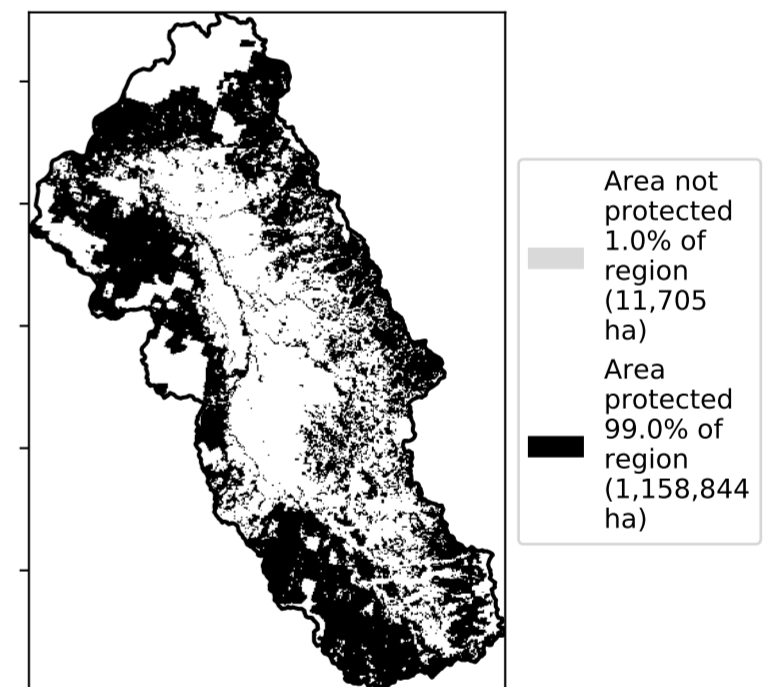 Area not
protected
1.0% of
region
(11,705
ha)
Area
protected
99.0% of
region
(1,158,844
ha)